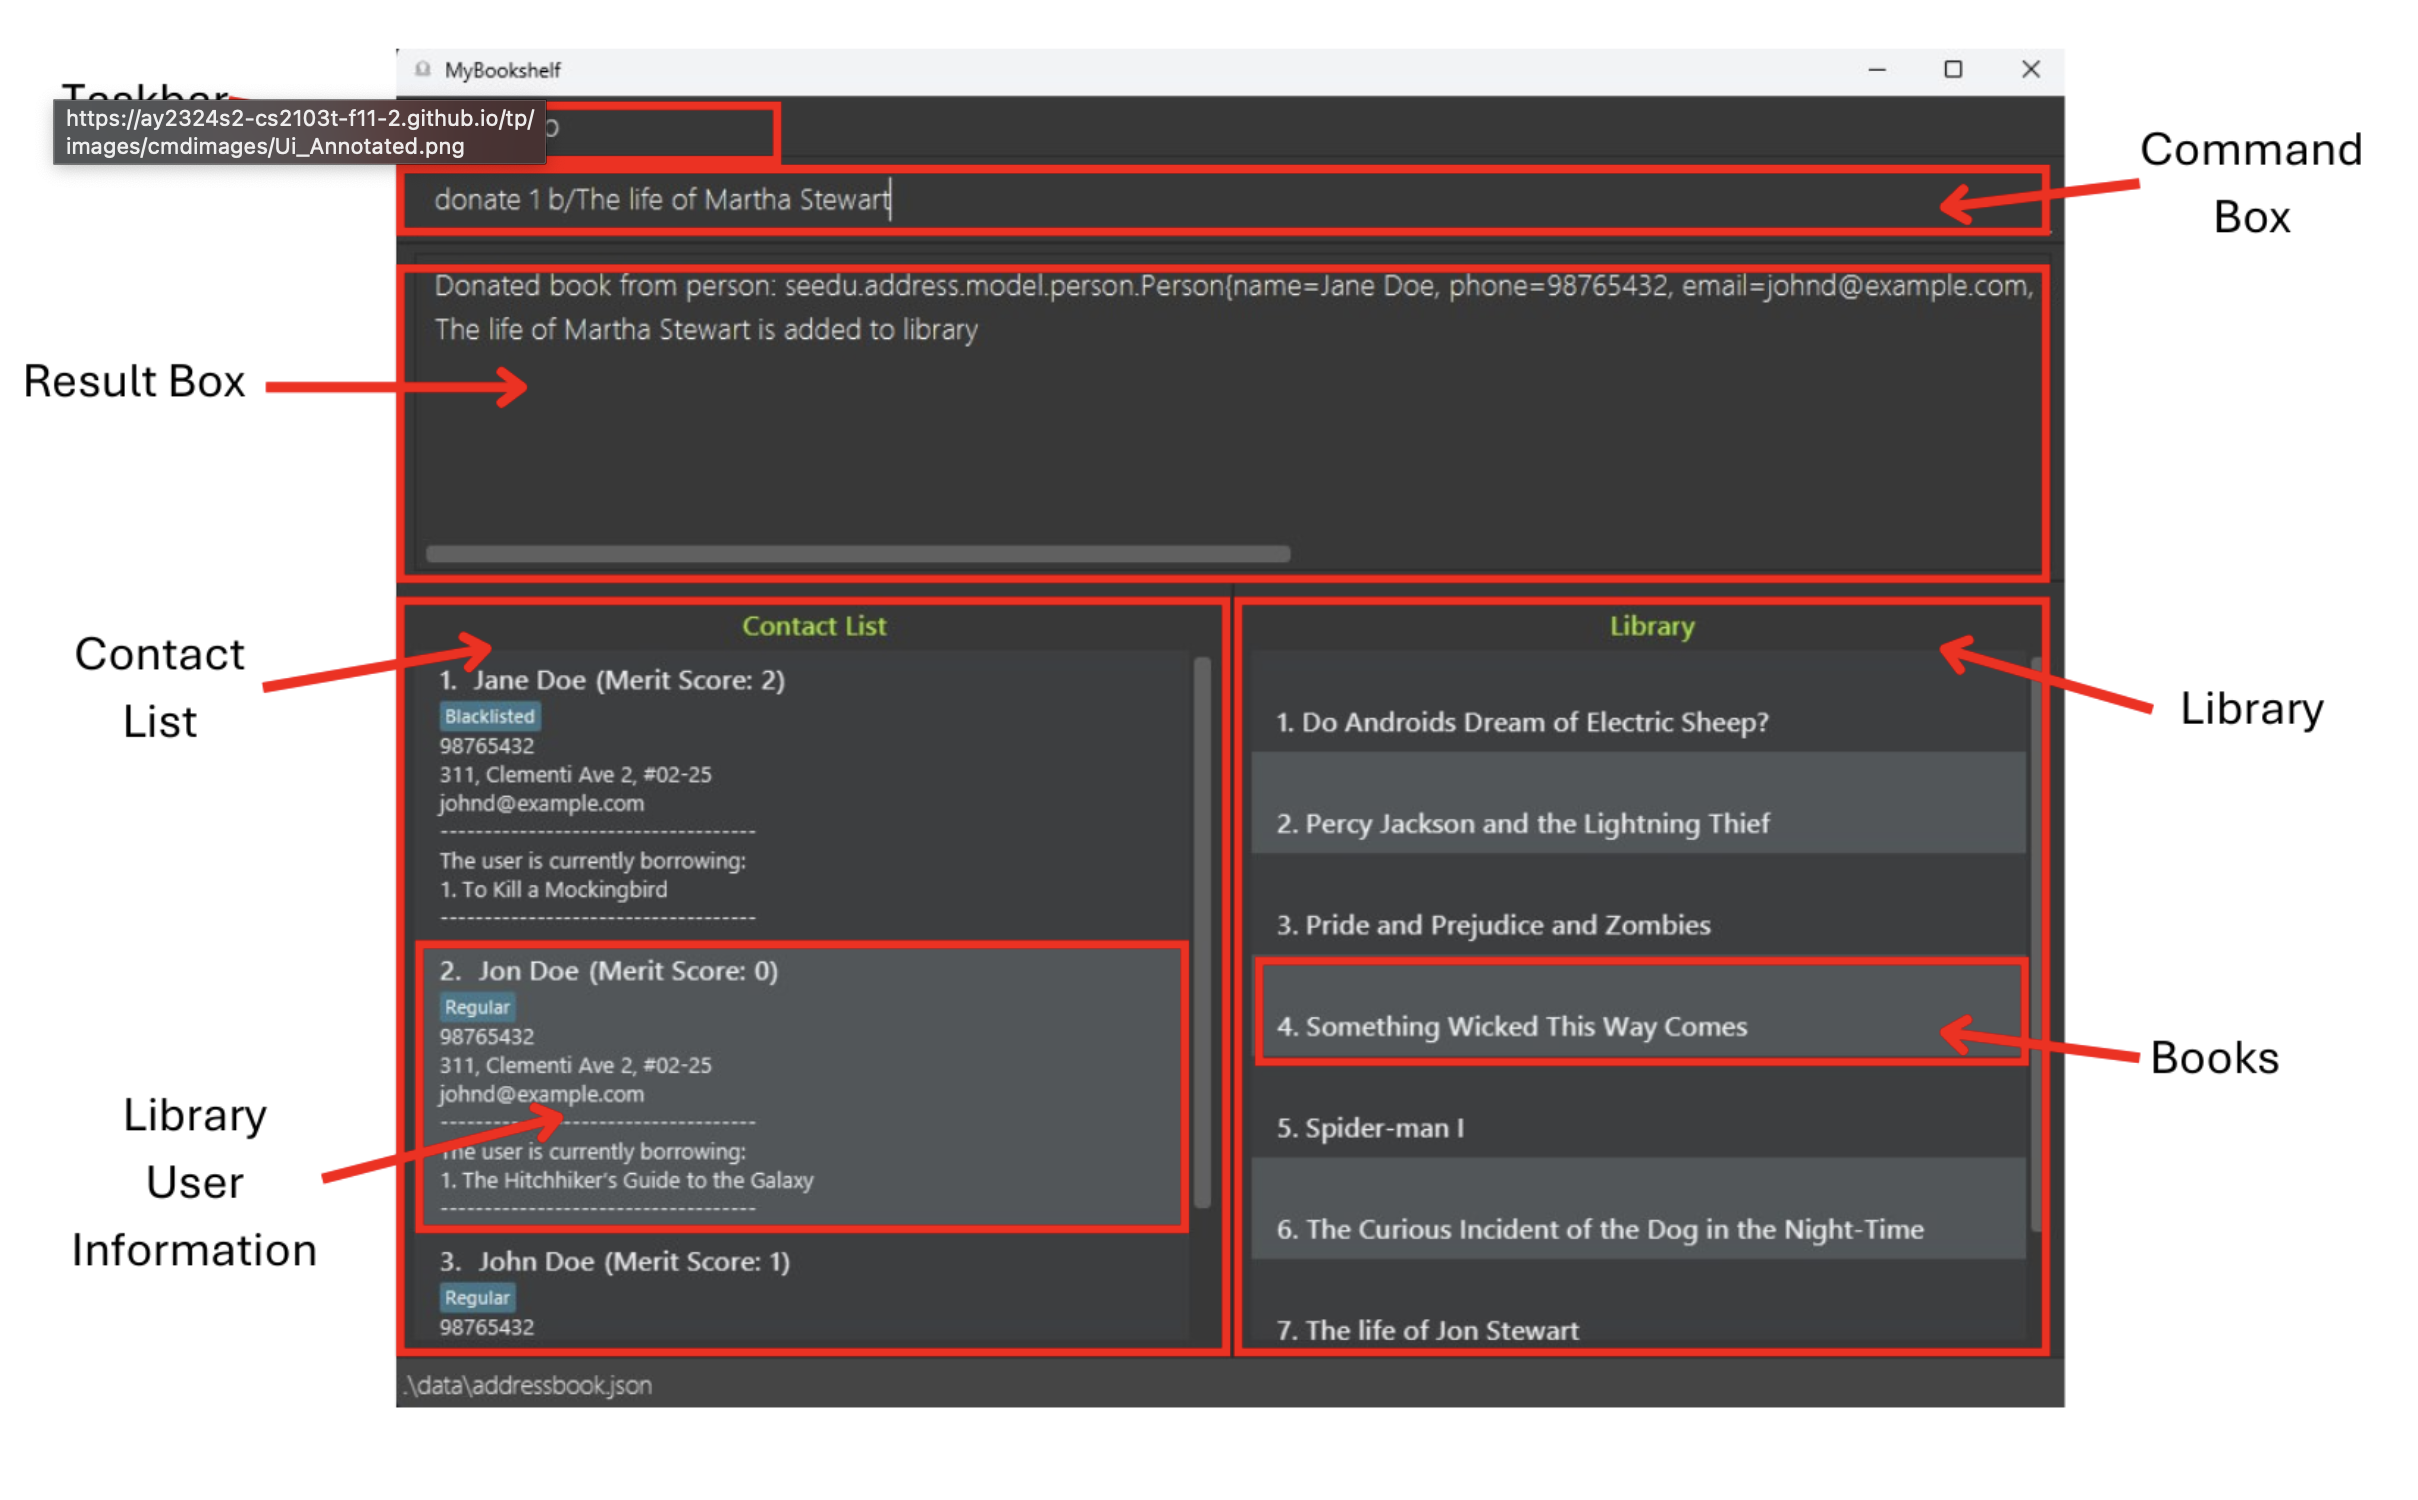 MyBookshelf
Taskbar
https://ay2324s2-cs2103t-f11-2.github.io/tp/
images/cmdimages/Ui_Annotated.png
donate 1 b/The life of Martha Stewart
Command
Box
Donated book from person: seedu.address.model.person.Person{name=Jane Doe, phone=98765432, email=johnd@example.com,
The life of Martha Stewart is added to library
Result Box
Contact List
1. Jane Doe (Merit Score: 2)
Blacklisted
98765432
311, Clementi Ave 2, #02-25
johnd@example.com
-----------------------------------
The user is currently borrowing:
1. To Kill a Mockingbird
-----------------------------------
2. Jon Doe (Merit Score: 0)
Regular
98765432
311, Clementi Ave 2, #02-25
johnd@example.com
-----------------------------------
The user is currently borrowing:
1. The Hitchhiker's Guide to the Galaxy
-----------------------------------
3. John Doe (Merit Score: 1)
Regular
98765432
Contact
List
Library
User
Information
Library
1. Do Androids Dream of Electric Sheep?
2. Percy Jackson and the Lightning Thief
3. Pride and Prejudice and Zombies
4. Something Wicked This Way Comes
5. Spider-man I
6. The Curious Incident of the Dog in the Night-Time
7. The life of Jon Stewart
Library
Books
.\data\addressbook.json